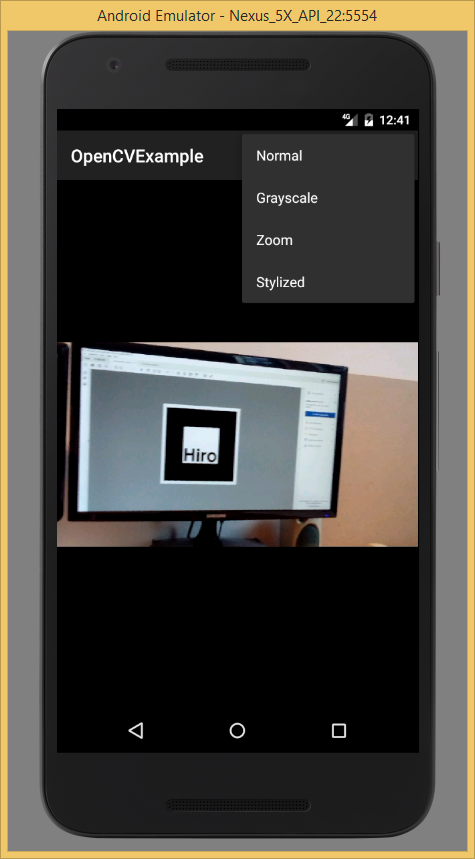 Android Emulator - Nexus_5X_API_22:5554
4G 12:41
OpenCVExample
Normal
Grayscale
Zoom
Stylized
Hiro